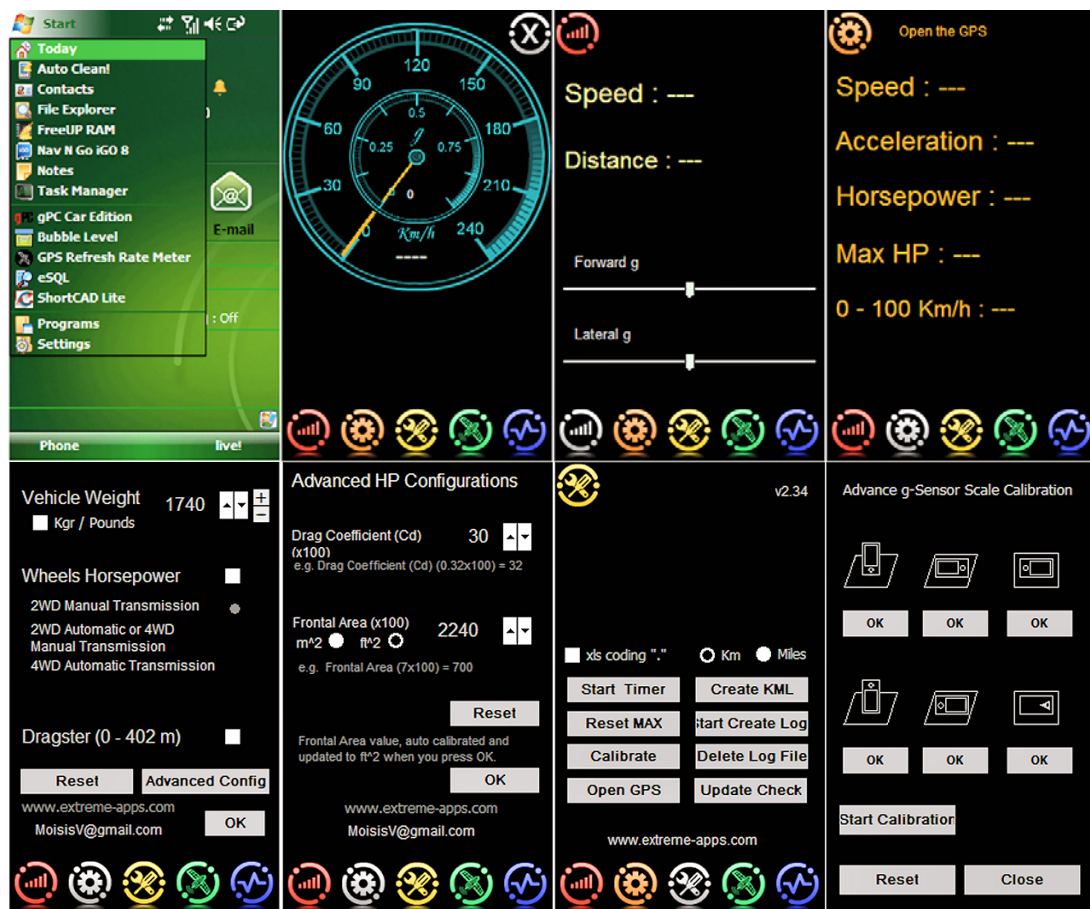 Start
Today
Auto Clean!
Contacts
File Explorer
FreeUP RAM
Nav N Go iGO 8
Notes
Task Manager
gPC Car Edition
Bubble Level
GPS Refresh Rate Meter
eSQL
ShortCAD Lite
Programs
Settings
E-mail
: Off
Phone
live!
X
120
90
150
60
180
30
210
0
240
0.5
0.25
0.75
g
0
0
Km/h
----
Speed : ---
Distance : ---
Forward g
Lateral g
Open the GPS
Speed : ---
Acceleration : ---
Horsepower : ---
Max HP : ---
0 - 100 Km/h : ---
Vehicle Weight 1740
+
−
Kgr / Pounds
Wheels Horsepower
2WD Manual Transmission
2WD Automatic or 4WD
Manual Transmission
4WD Automatic Transmission
Dragster (0 - 402 m)
Reset
Advanced Config
www.extreme-apps.com
MoisisV@gmail.com
OK
Advanced HP Configurations
Drag Coefficient (Cd) 30
(x100)
e.g. Drag Coefficient (Cd) (0.32x100) = 32
Frontal Area (x100) 2240
m^2 ft^2
e.g. Frontal Area (7x100) = 700
Reset
Frontal Area value, auto calibrated and
updated to ft^2 when you press OK.
OK
www.extreme-apps.com
MoisisV@gmail.com
v2.34
xls coding "." Km Miles
Start Timer
Create KML
Reset MAX
tart Create Log
Calibrate
Delete Log File
Open GPS
Update Check
www.extreme-apps.com
Advance g-Sensor Scale Calibration
OK
OK
OK
OK
OK
OK
Start Calibration
Reset
Close